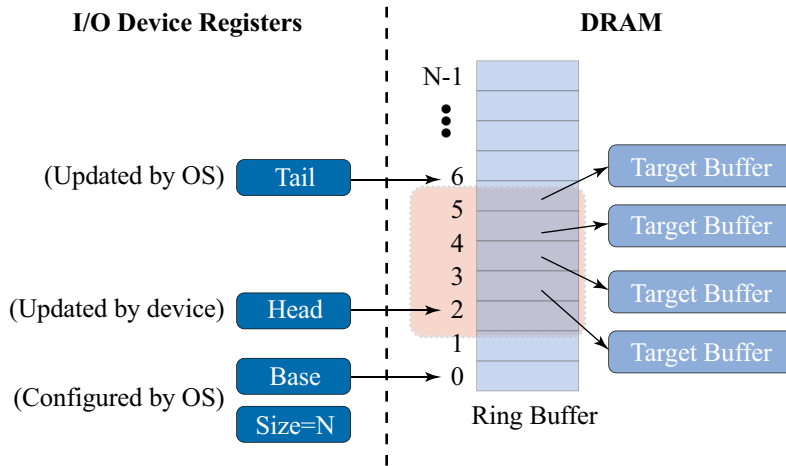 I/O Device Registers
DRAM
N-1
(Updated by OS)
Tail
6
5
4
3
2
1
0
Target Buffer
Target Buffer
Target Buffer
Target Buffer
(Updated by device)
Head
Base
(Configured by OS)
Size=N
Ring Buffer